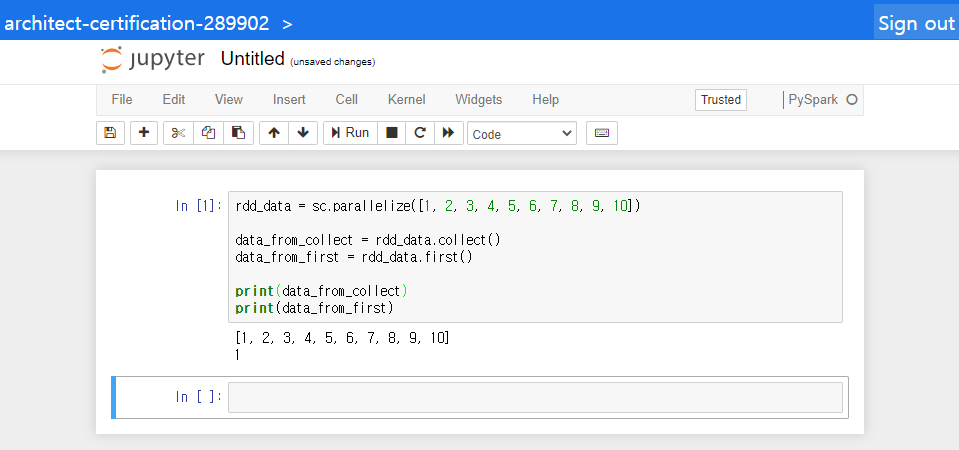 architect-certification-289902 >
Sign out
jupyter Untitled (unsaved changes)
File Edit View Insert Cell Kernel Widgets Help Trusted PySpark
Run Code
In [1]: rdd_data = sc.parallelize([1, 2, 3, 4, 5, 6, 7, 8, 9, 10])
data_from_collect = rdd_data.collect()
data_from_first = rdd_data.first()
print(data_from_collect)
print(data_from_first)
[1, 2, 3, 4, 5, 6, 7, 8, 9, 10]
1
In [ ]: